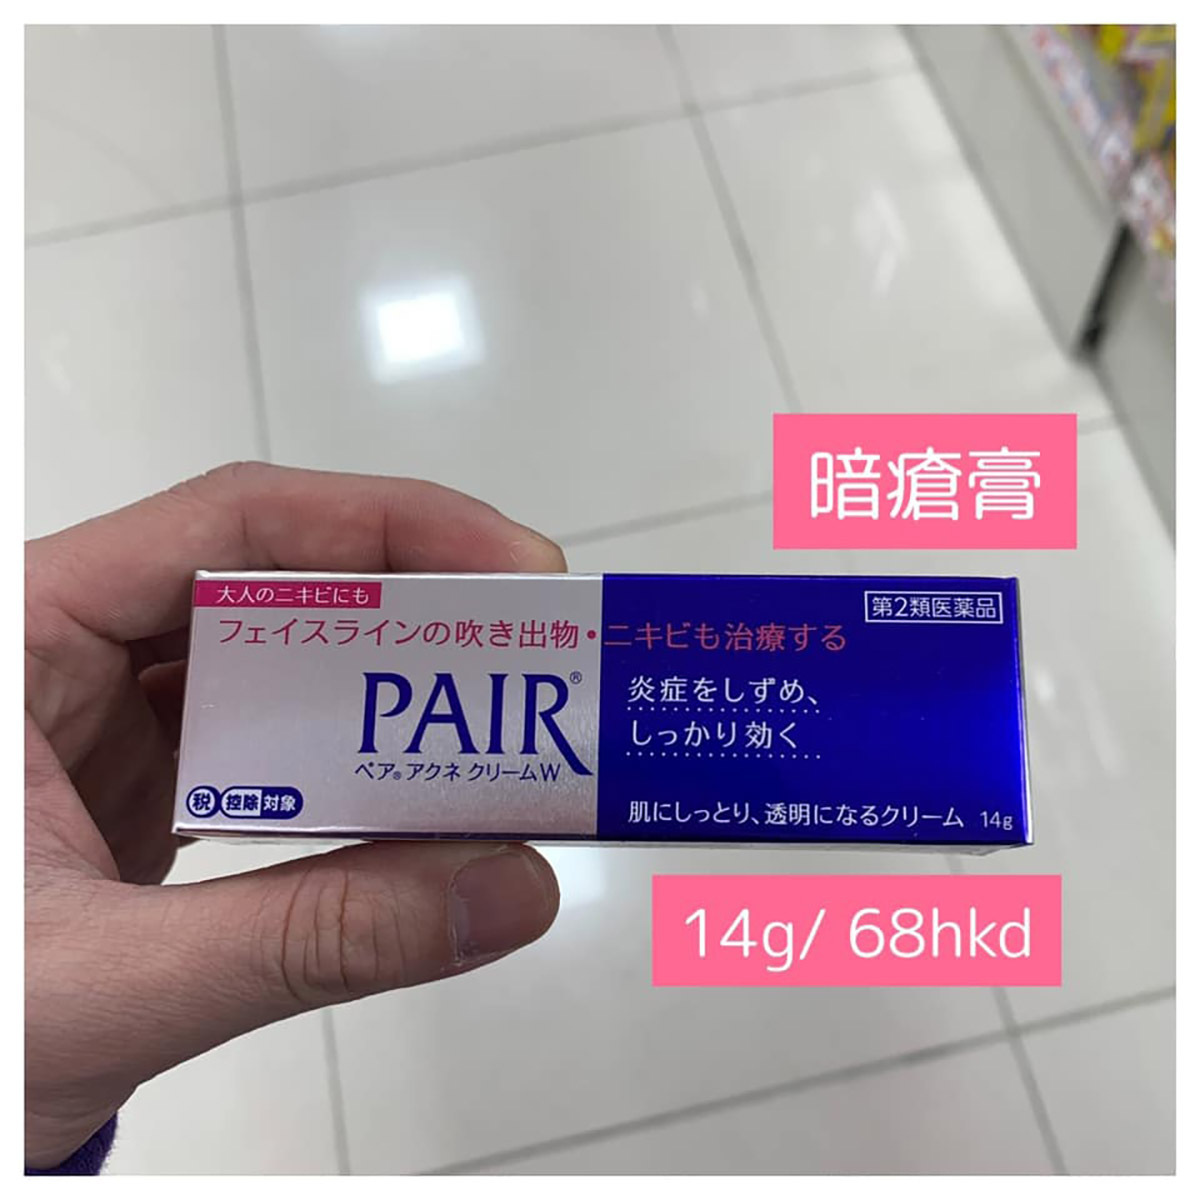 暗瘡膏
大人のニキビにも
フェイスラインの吹き出物・ニキビも治療する
第2類医薬品
PAIR®
ペア®アクネ クリームW
炎症をしずめ、
しっかり効く
税 控除対象
肌にしっとり、透明になるクリーム 14g
14g/ 68hkd